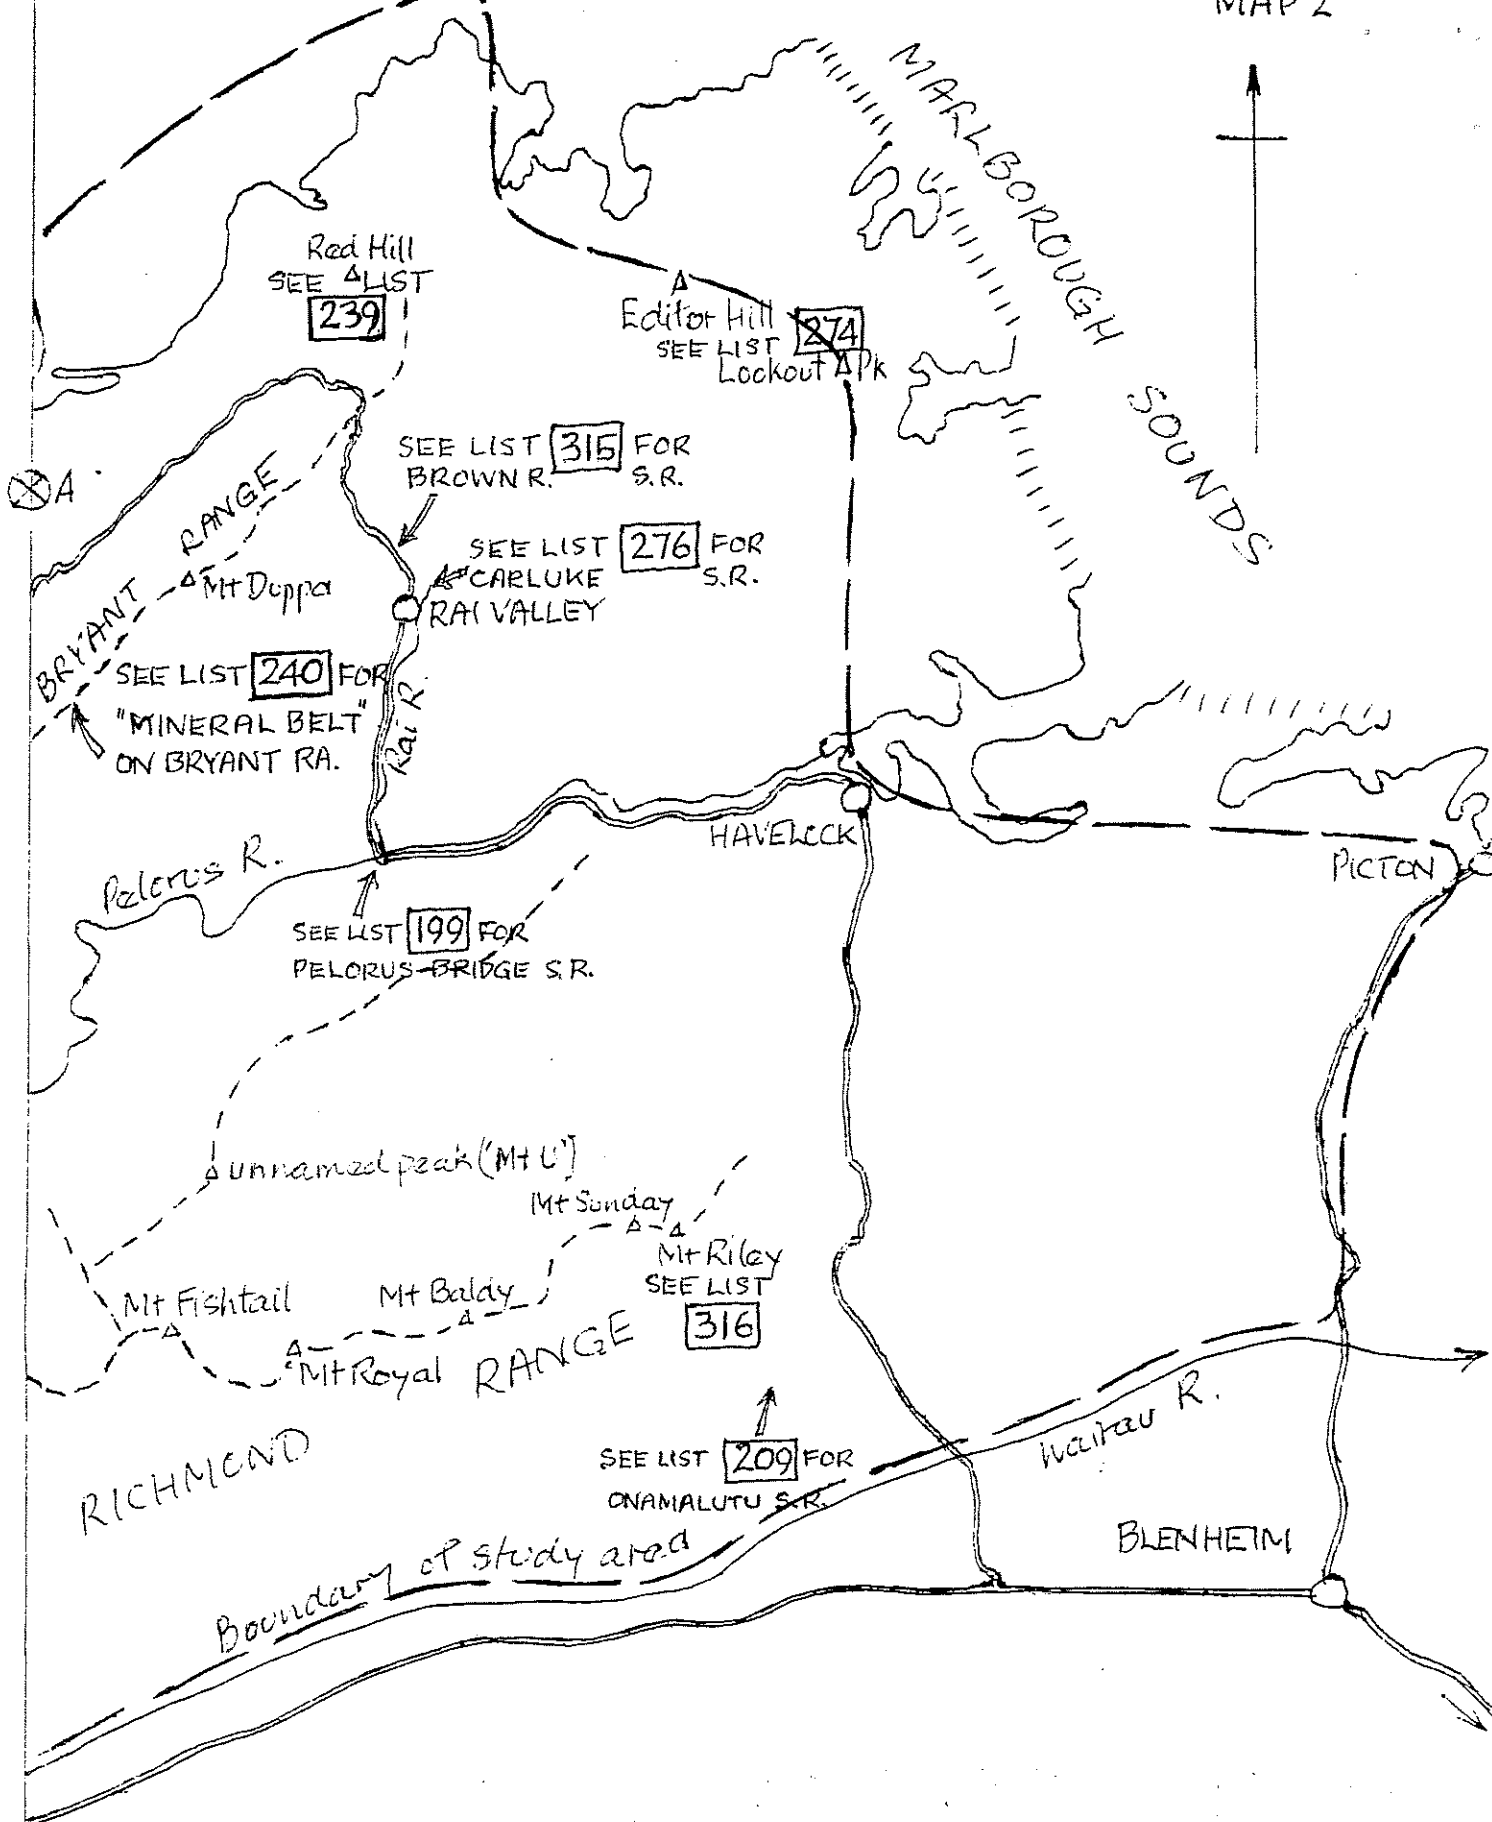 MAP 2
MARLBOROUGH SOUNDS
Red Hill
SEE LIST
239
Editor Hill
SEE LIST 274
Lockout Pk
SEE LIST 315 FOR
BROWN R. S.R.
A
BRYANT RANGE
SEE LIST 276 FOR
CARLUKE S.R.
RAI VALLEY
Mt Duppa
SEE LIST 240 FOR
"MINERAL BELT"
ON BRYANT RA.
Rai R.
HAVELOCK
PICTON
Pelorus R.
SEE LIST 199 FOR
PELORUS BRIDGE S.R.
unnamed peak ('Mt U')
Mt Sunday
Mt Riley
SEE LIST
316
Mt Fishtail
Mt Baldy
Mt Royal
RICHMOND RANGE
SEE LIST 209 FOR
ONAMALUTU S.R.
Wairau R.
BLENHEIM
Boundary of study area